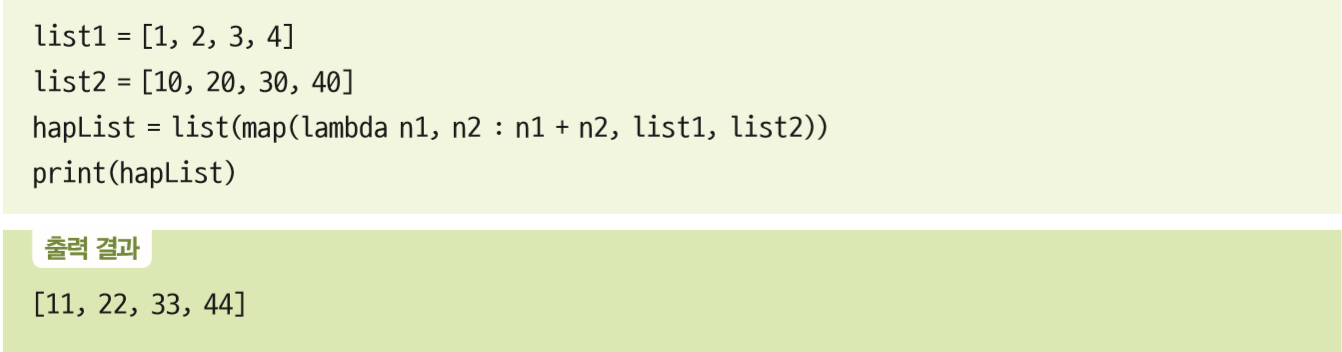 list1 = [1, 2, 3, 4]
list2 = [10, 20, 30, 40]
hapList = list(map(lambda n1, n2 : n1 + n2, list1, list2))
print(hapList)
출력 결과
[11, 22, 33, 44]